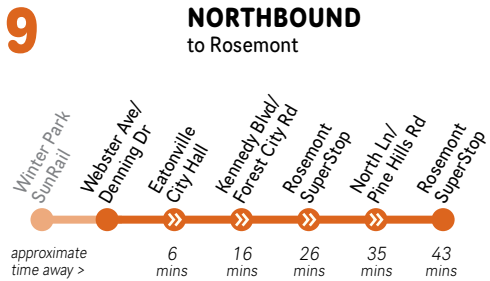 9
NORTHBOUND
to Rosemont
Winter Park
SunRail
Webster Ave/
Denning Dr
Eatonville
City Hall
Kennedy Blvd/
Forest City Rd
Rosemont
SuperStop
North Ln/
Pine Hills Rd
Rosemont
SuperStop
approximate
time away >
6
mins
16
mins
26
mins
35
mins
43
mins